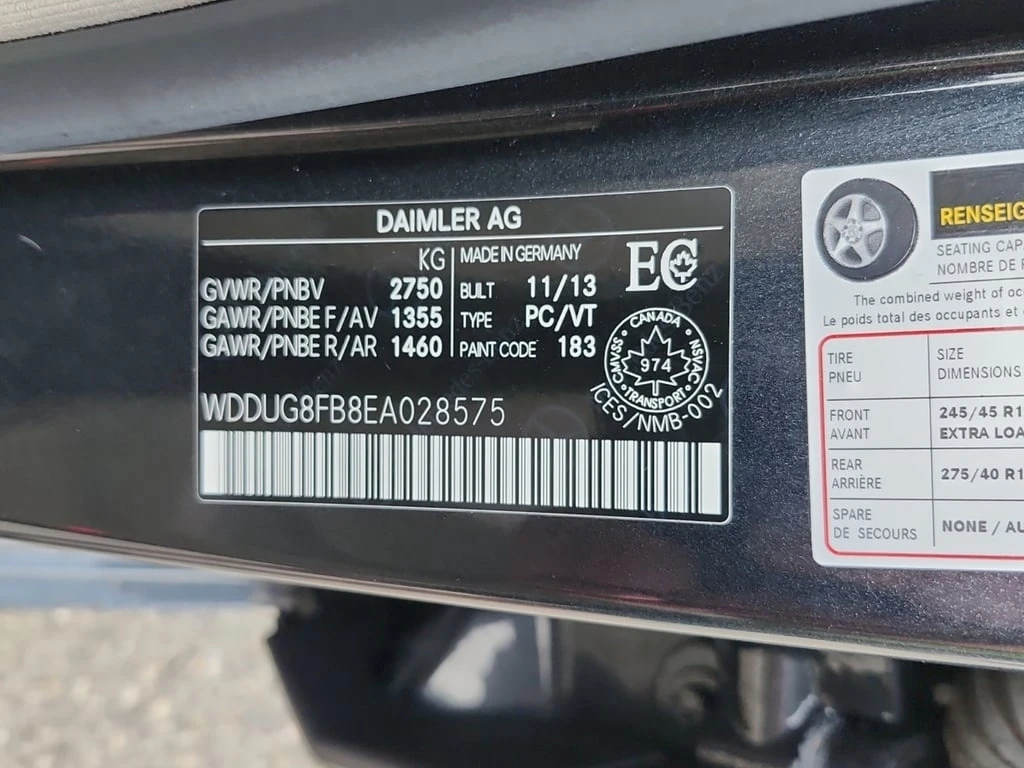 DAIMLER AG
KG
GVWR/PNBV 2750
GAWR/PNBE F/AV 1355
GAWR/PNBE R/AR 1460
MADE IN GERMANY
BUILT 11/13
TYPE PC/VT
PAINT CODE 183
EC
CANADA
CMVSS
NSVAC
974
TRANSPORT
ICES/NMB-002
WDDUG8FB8EA028575
RENSEIG
SEATING CAP
NOMBRE DE
The combined weight of oc
Le poids total des occupants et
TIRE SIZE
PNEU DIMENSIONS
FRONT 245/45 R1
AVANT EXTRA LOA
REAR 275/40 R1
ARRIÈRE
SPARE NONE / AU
DE SECOURS